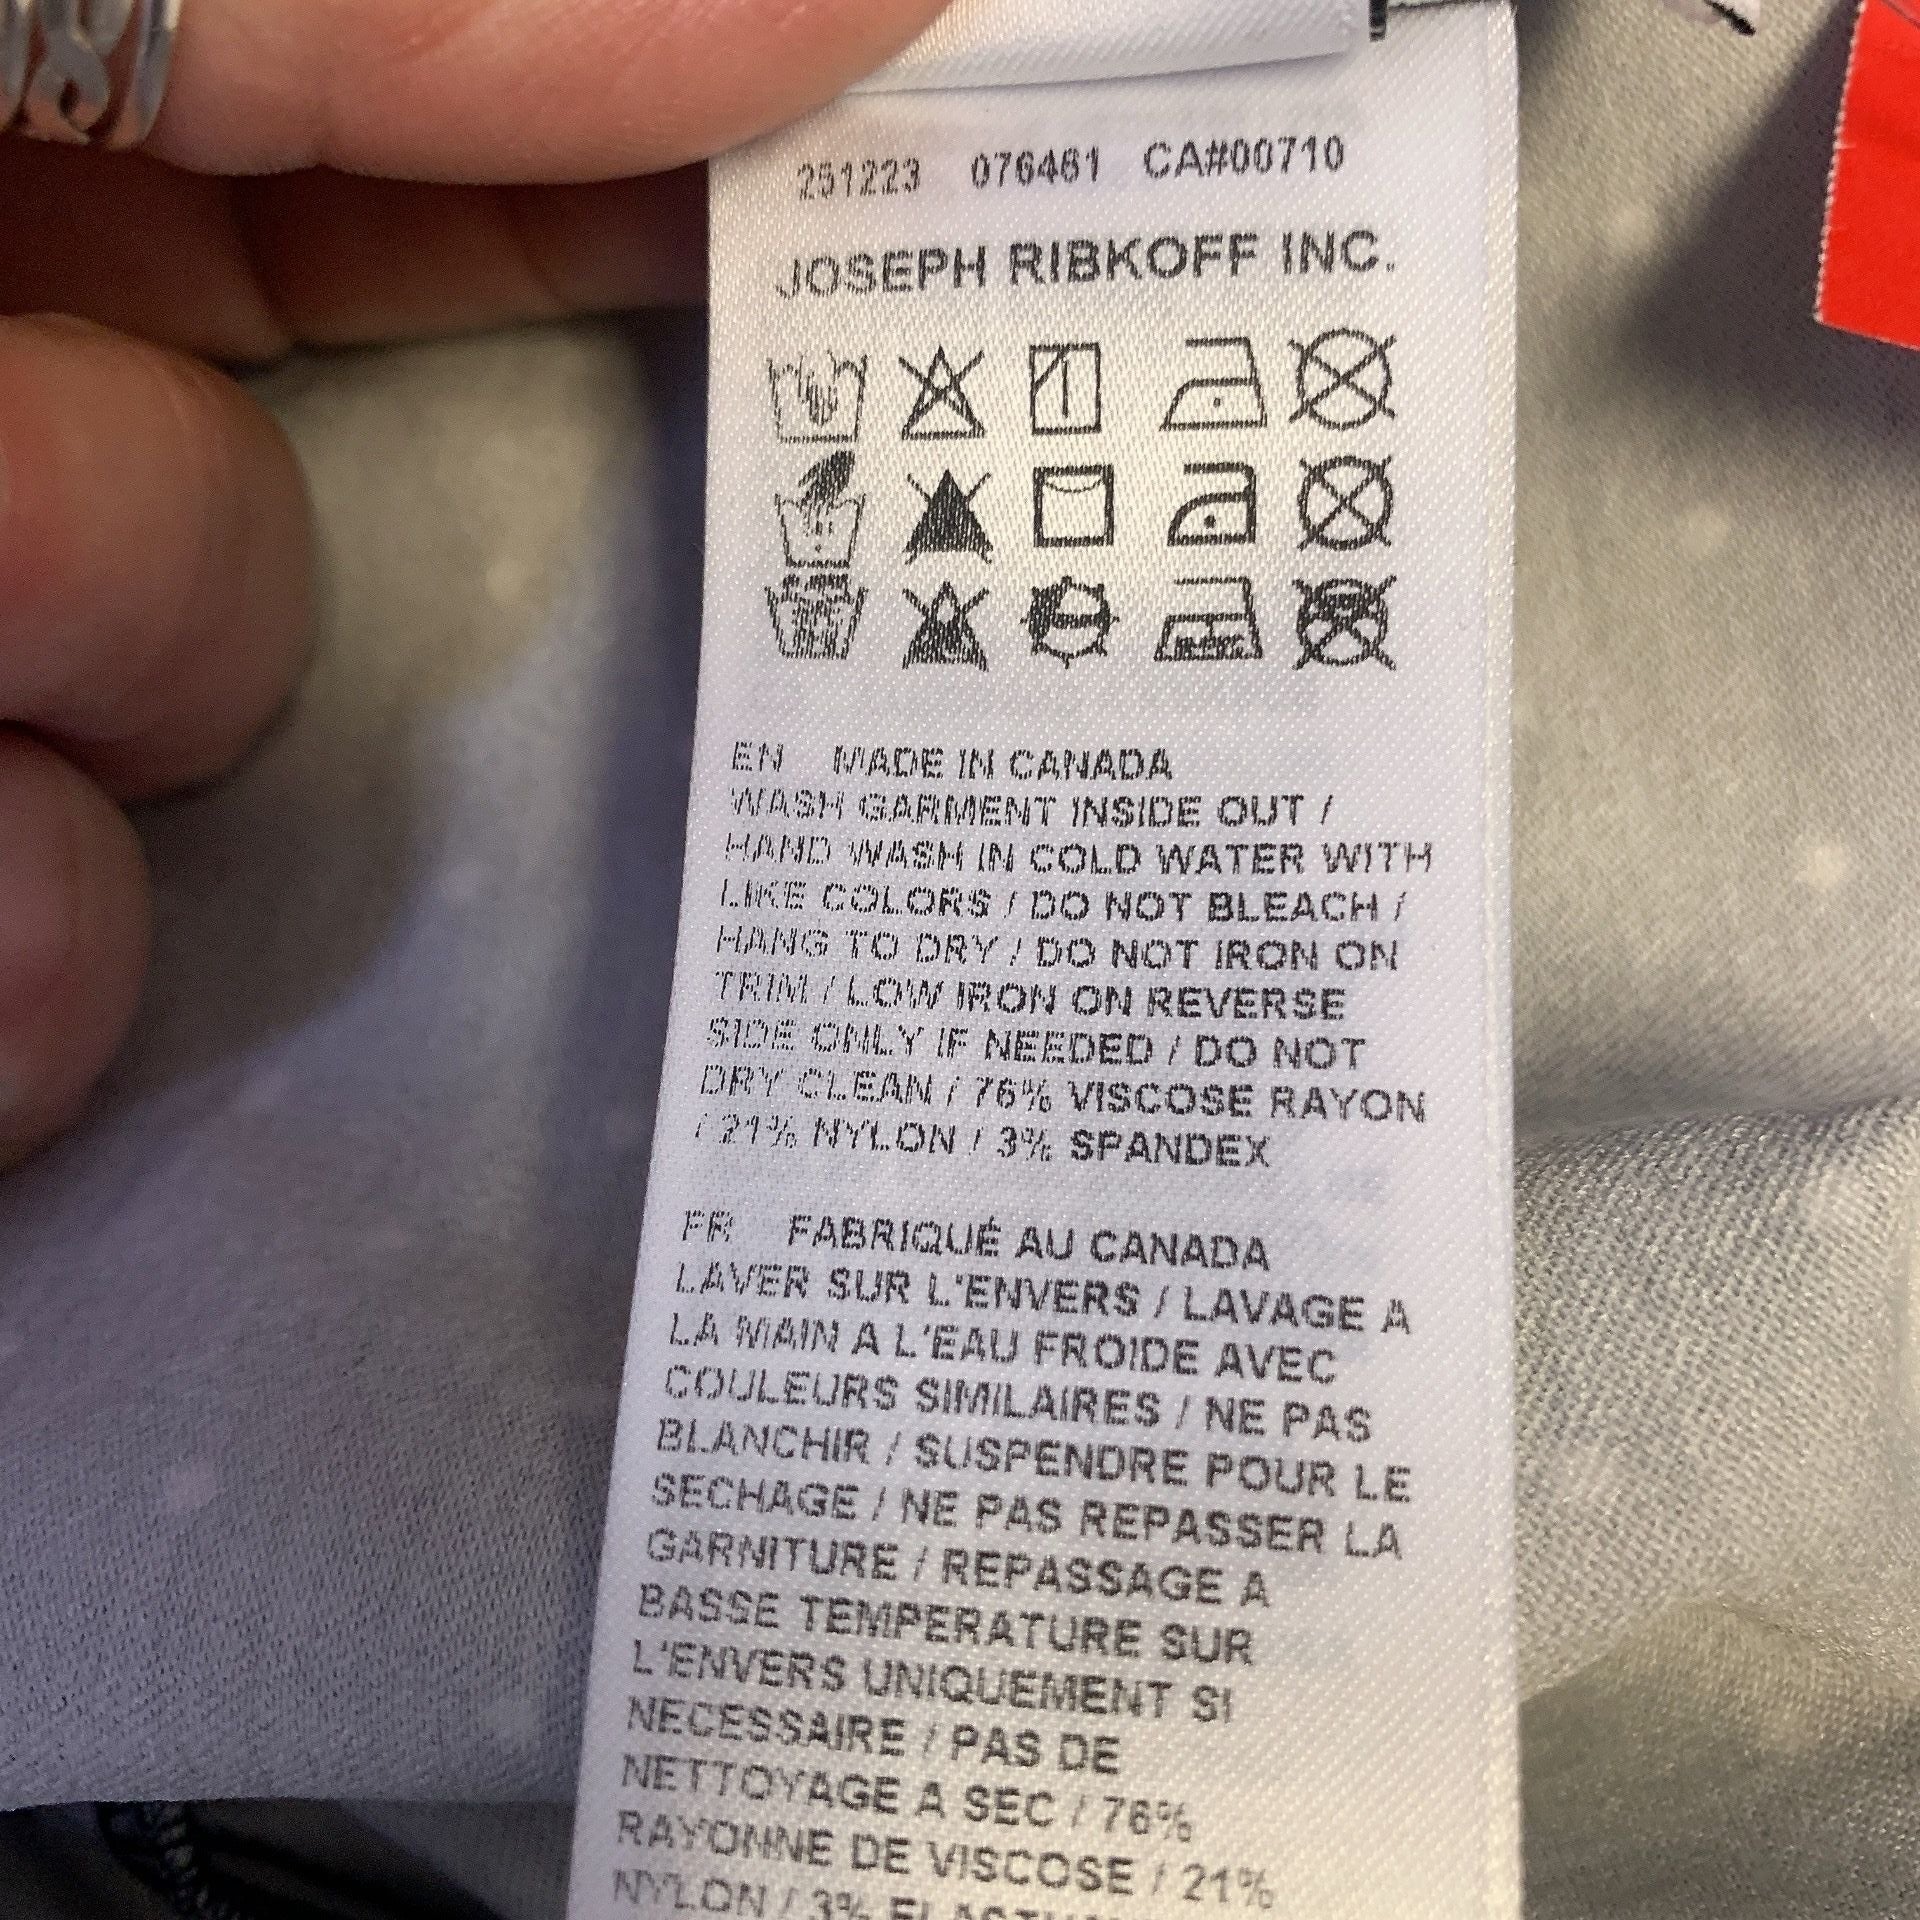 251223 076461 CA#00710
JOSEPH RIBKOFF INC.
EN MADE IN CANADA
WASH GARMENT INSIDE OUT /
HAND WASH IN COLD WATER WITH
LIKE COLORS / DO NOT BLEACH /
HANG TO DRY / DO NOT IRON ON
TRIM / LOW IRON ON REVERSE
SIDE ONLY IF NEEDED / DO NOT
DRY CLEAN / 76% VISCOSE RAYON
/ 21% NYLON / 3% SPANDEX
FR FABRIQUÉ AU CANADA
LAVER SUR L'ENVERS / LAVAGE A
LA MAIN A L'EAU FROIDE AVEC
COULEURS SIMILAIRES / NE PAS
BLANCHIR / SUSPENDRE POUR LE
SECHAGE / NE PAS REPASSER LA
GARNITURE / REPASSAGE A
BASSE TEMPERATURE SUR
L'ENVERS UNIQUEMENT SI
NECESSAIRE / PAS DE
NETTOYAGE A SEC / 76%
RAYONNE DE VISCOSE / 21%
NYLON / 3%